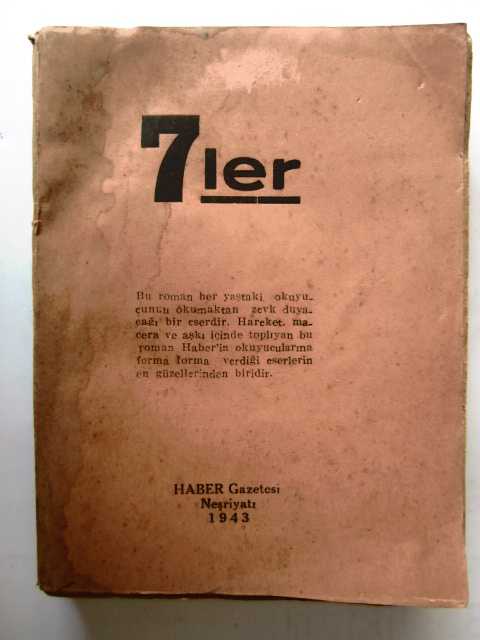 7ler
Bu roman her yaştaki okuyu-
cunun okumaktan zevk duya-
cağı bir eserdir. Hareket, ma-
cera ve aşkı içinde toplıyan bu
roman Haber'in okuyucularına
forma forma verdiği eserlerin
en güzellerinden biridir.
HABER Gazetesi
Neşriyatı
1943